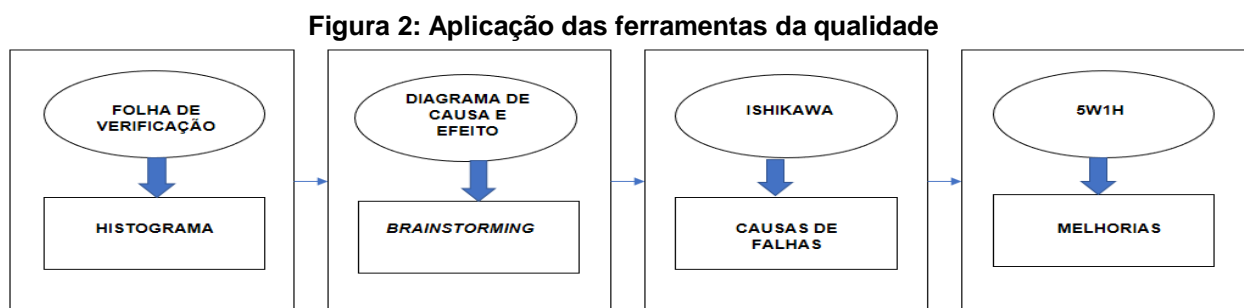 Figura 2: Aplicação das ferramentas da qualidade
FOLHA DE
VERIFICAÇÃO
HISTOGRAMA
DIAGRAMA DE
CAUSA E
EFEITO
BRAINSTORMING
ISHIKAWA
CAUSAS DE
FALHAS
5W1H
MELHORIAS